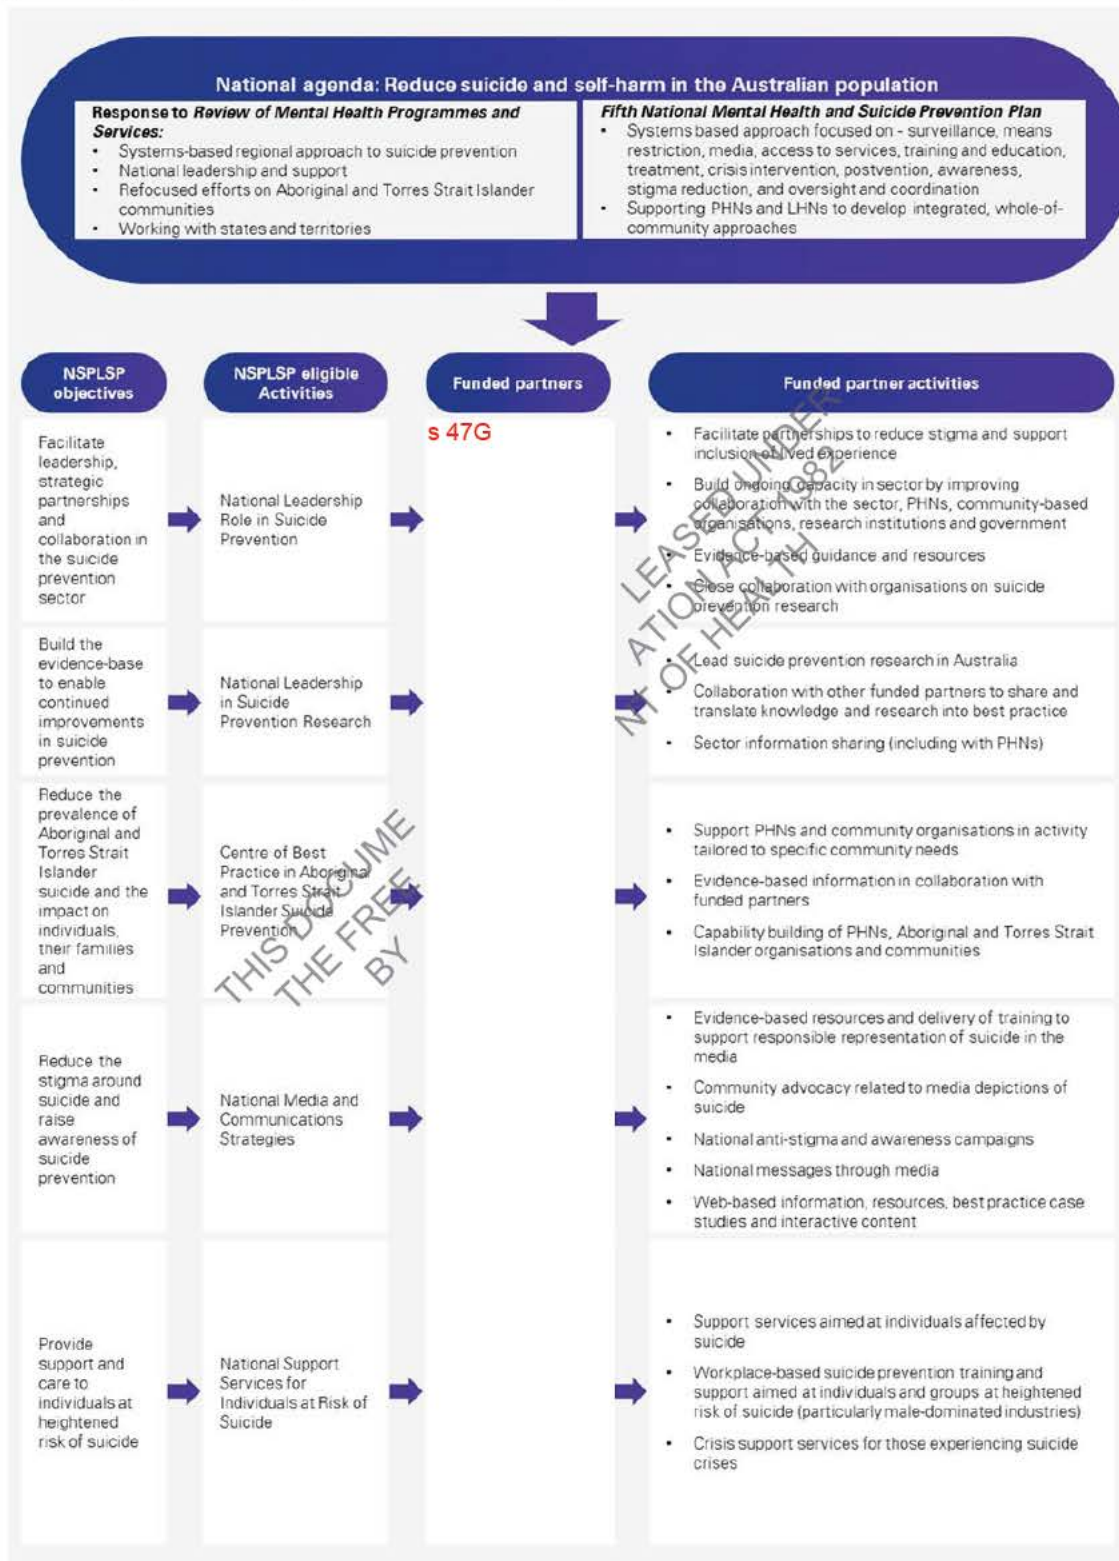 National agenda: Reduce suicide and self-harm in the Australian population
Response to Review of Mental Health Programmes and
Services:
• Systems-based regional approach to suicide prevention
• National leadership and support
• Refocused efforts on Aboriginal and Torres Strait Islander
communities
• Working with states and territories
Fifth National Mental Health and Suicide Prevention Plan
• Systems based approach focused on - surveillance, means
restriction, media, access to services, training and education,
treatment, crisis intervention, postvention, awareness,
stigma reduction, and oversight and coordination
• Supporting PHNs and LHNs to develop integrated, whole-of-
community approaches
NSPLSP
objectives
NSPLSP eligible
Activities
Funded partners
Funded partner activities
Facilitate
leadership,
strategic
partnerships
and
collaboration in
the suicide
prevention
sector
National Leadership
Role in Suicide
Prevention
s 47G
• Facilitate partnerships to reduce stigma and support
inclusion of lived experience
• Build ongoing capacity in sector by improving
collaboration with the sector, PHNs, community-based
organisations, research institutions and government
• Evidence-based guidance and resources
• Close collaboration with organisations on suicide
prevention research
Build the
evidence-base
to enable
continued
improvements
in suicide
prevention
National Leadership
in Suicide
Prevention Research
• Lead suicide prevention research in Australia
• Collaboration with other funded partners to share and
translate knowledge and research into best practice
• Sector information sharing (including with PHNs)
Reduce the
prevalence of
Aboriginal and
Torres Strait
Islander
suicide and the
impact on
individuals,
their families
and
communities
Centre of Best
Practice in Aboriginal
and Torres Strait
Islander Suicide
Prevention
• Support PHNs and community organisations in activity
tailored to specific community needs
• Evidence-based information in collaboration with
funded partners
• Capability building of PHNs, Aboriginal and Torres Strait
Islander organisations and communities
Reduce the
stigma around
suicide and
raise
awareness of
suicide
prevention
National Media and
Communications
Strategies
• Evidence-based resources and delivery of training to
support responsible representation of suicide in the
media
• Community advocacy related to media depictions of
suicide
• National anti-stigma and awareness campaigns
• National messages through media
• Web-based information, resources, best practice case
studies and interactive content
Provide
support and
care to
individuals at
heightened
risk of suicide
National Support
Services for
Individuals at Risk of
Suicide
• Support services aimed at individuals affected by
suicide
• Workplace-based suicide prevention training and
support aimed at individuals and groups at heightened
risk of suicide (particularly male-dominated industries)
• Crisis support services for those experiencing suicide
crises
THIS DOCUME
THE FREE
BY
LEASED UNDER
ATION ACT 1982
NT OF HEALTH